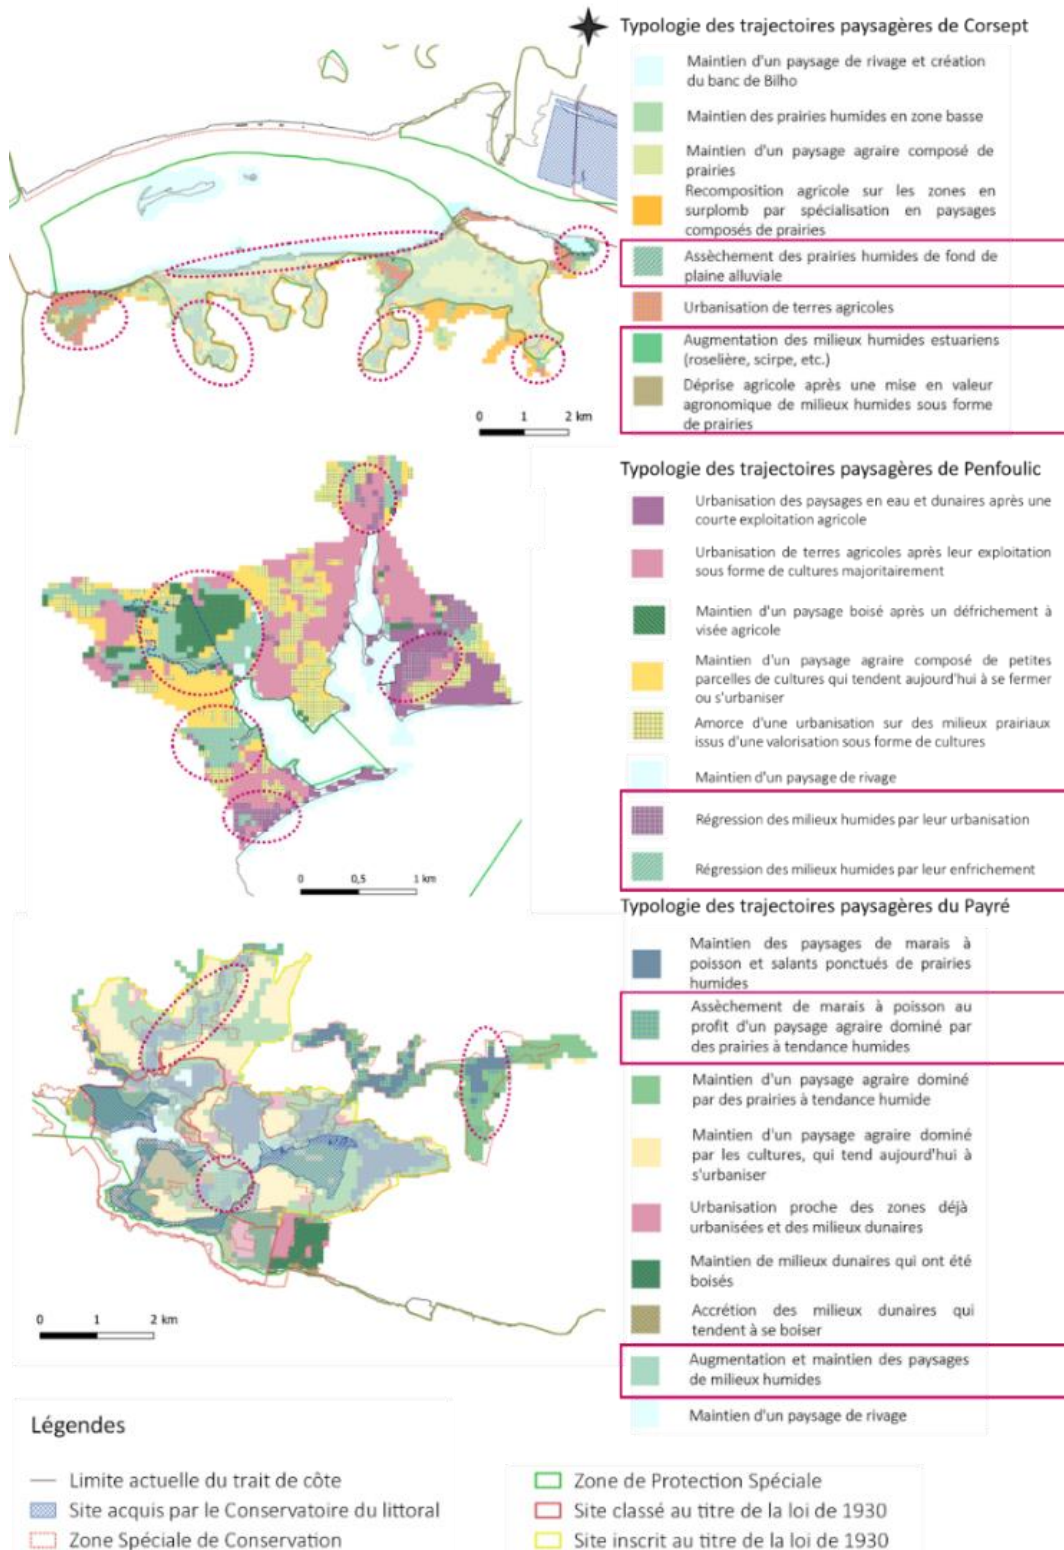 Typologie des trajectoires paysagères de Corsept
Maintien d'un paysage de rivage et création
du banc de Bilho
Maintien des prairies humides en zone basse
Maintien d'un paysage agraire composé de
prairies
Recomposition agricole sur les zones en
surplomb par spécialisation en paysages
composés de prairies
Assèchement des prairies humides de fond de
plaine alluviale
Urbanisation de terres agricoles
Augmentation des milieux humides estuariens
(roselière, scirpe, etc.)
Déprise agricole après une mise en valeur
agronomique de milieux humides sous forme
de prairies
0 1 2 km
Typologie des trajectoires paysagères de Penfoulic
Urbanisation des paysages en eau et dunaires après une
courte exploitation agricole
Urbanisation de terres agricoles après leur exploitation
sous forme de cultures majoritairement
Maintien d'un paysage boisé après un défrichement à
visée agricole
Maintien d'un paysage agraire composé de petites
parcelles de cultures qui tendent aujourd'hui à se fermer
ou s'urbaniser
Amorce d'une urbanisation sur des milieux prairiaux
issus d'une valorisation sous forme de cultures
Maintien d'un paysage de rivage
Régression des milieux humides par leur urbanisation
Régression des milieux humides par leur enfrichement
0 0,5 1 km
Typologie des trajectoires paysagères du Payré
Maintien des paysages de marais à
poisson et salants ponctués de prairies
humides
Assèchement de marais à poisson au
profit d'un paysage agraire dominé par
des prairies à tendance humides
Maintien d'un paysage agraire dominé
par des prairies à tendance humide
Maintien d'un paysage agraire dominé
par les cultures, qui tend aujourd'hui à
s'urbaniser
Urbanisation proche des zones déjà
urbanisées et des milieux dunaires
Maintien de milieux dunaires qui ont été
boisés
Accrétion des milieux dunaires qui
tendent à se boiser
Augmentation et maintien des paysages
de milieux humides
Maintien d'un paysage de rivage
0 1 2 km
Légendes
Limite actuelle du trait de côte
Site acquis par le Conservatoire du littoral
Zone Spéciale de Conservation
Zone de Protection Spéciale
Site classé au titre de la loi de 1930
Site inscrit au titre de la loi de 1930